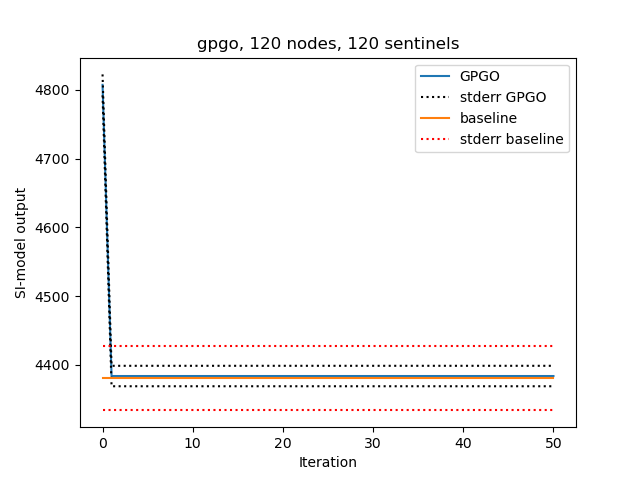 gpgo, 120 nodes, 120 sentinels
GPGO
stderr GPGO
baseline
stderr baseline
SI-model output
4800
4700
4600
4500
4400
0 10 20 30 40 50
Iteration